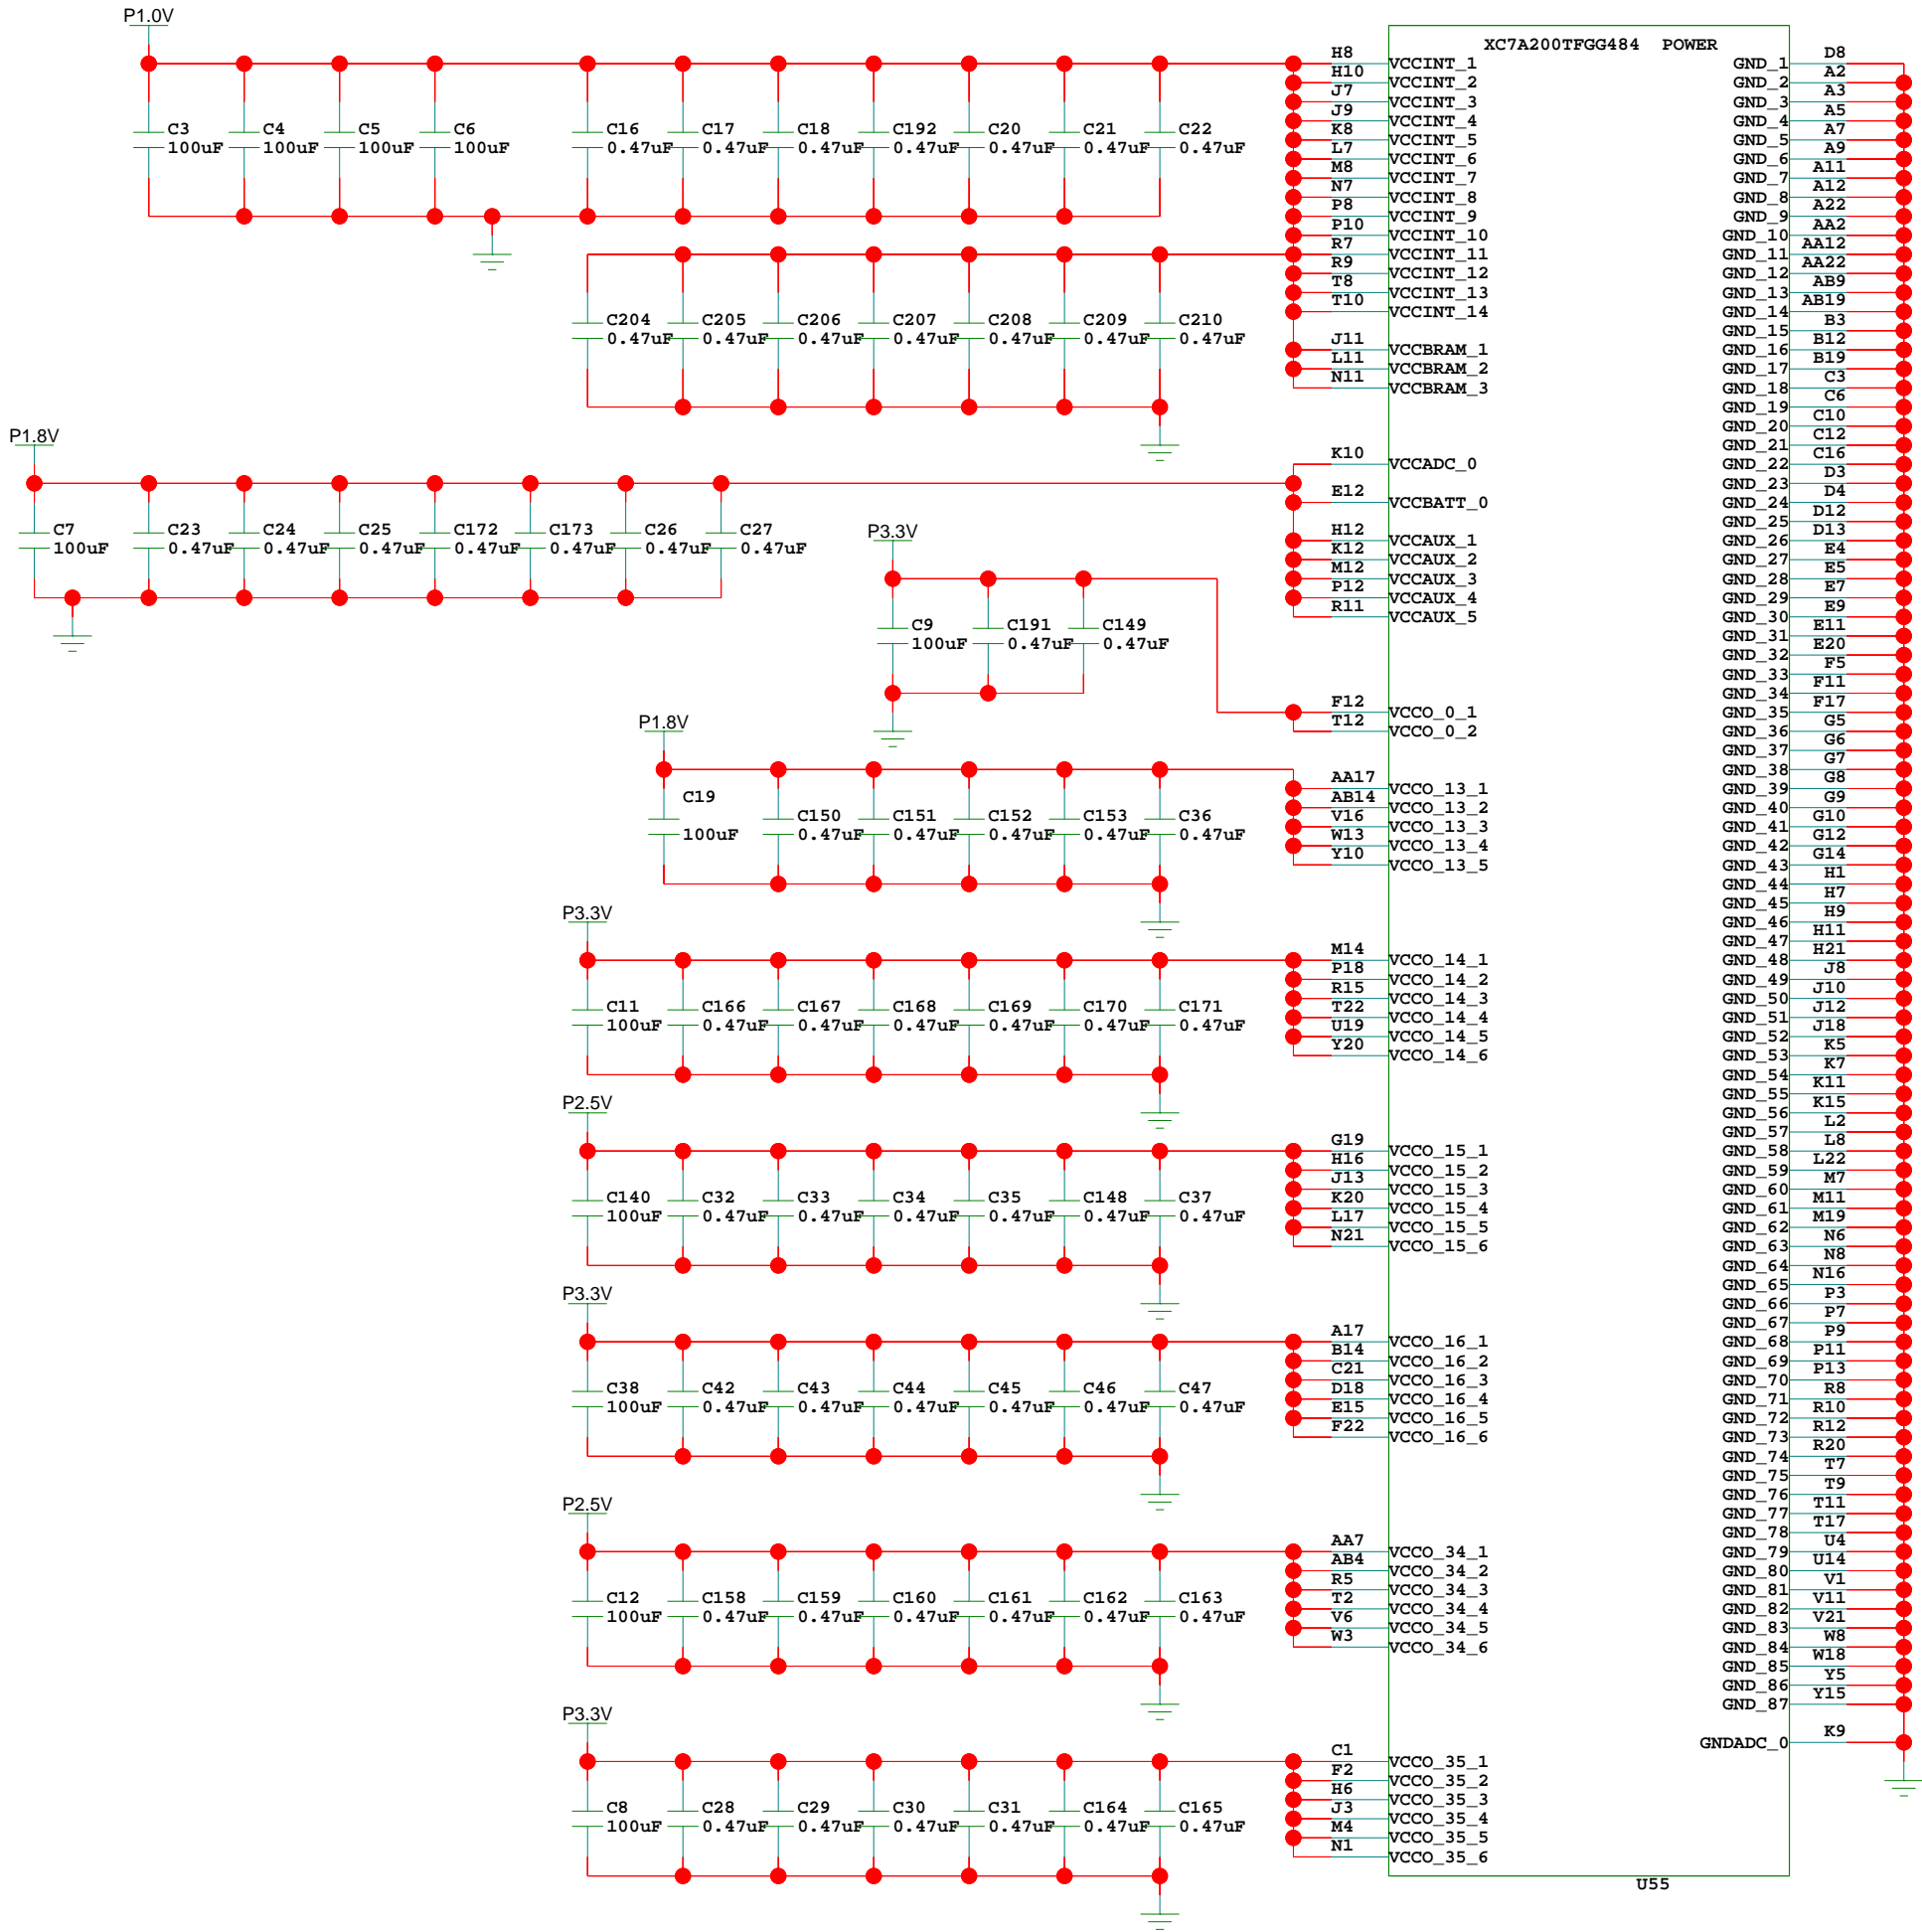 P1.0V
C3 100uF
C4 100uF
C5 100uF
C6 100uF
C16 0.47uF
C17 0.47uF
C18 0.47uF
C192 0.47uF
C20 0.47uF
C21 0.47uF
C22 0.47uF
C204 0.47uF
C205 0.47uF
C206 0.47uF
C207 0.47uF
C208 0.47uF
C209 0.47uF
C210 0.47uF
P1.8V
C7 100uF
C23 0.47uF
C24 0.47uF
C25 0.47uF
C172 0.47uF
C173 0.47uF
C26 0.47uF
C27 0.47uF
P3.3V
C9 100uF
C191 0.47uF
C149 0.47uF
P1.8V
C19 100uF
C150 0.47uF
C151 0.47uF
C152 0.47uF
C153 0.47uF
C36 0.47uF
P3.3V
C11 100uF
C166 0.47uF
C167 0.47uF
C168 0.47uF
C169 0.47uF
C170 0.47uF
C171 0.47uF
P2.5V
C140 100uF
C32 0.47uF
C33 0.47uF
C34 0.47uF
C35 0.47uF
C148 0.47uF
C37 0.47uF
P3.3V
C38 100uF
C42 0.47uF
C43 0.47uF
C44 0.47uF
C45 0.47uF
C46 0.47uF
C47 0.47uF
P2.5V
C12 100uF
C158 0.47uF
C159 0.47uF
C160 0.47uF
C161 0.47uF
C162 0.47uF
C163 0.47uF
P3.3V
C8 100uF
C28 0.47uF
C29 0.47uF
C30 0.47uF
C31 0.47uF
C164 0.47uF
C165 0.47uF
XC7A200TFGG484 POWER
H8 VCCINT_1
H10 VCCINT_2
J7 VCCINT_3
J9 VCCINT_4
K8 VCCINT_5
L7 VCCINT_6
M8 VCCINT_7
N7 VCCINT_8
P8 VCCINT_9
P10 VCCINT_10
R7 VCCINT_11
R9 VCCINT_12
T8 VCCINT_13
T10 VCCINT_14
J11 VCCBRAM_1
L11 VCCBRAM_2
N11 VCCBRAM_3
K10 VCCADC_0
E12 VCCBATT_0
H12 VCCAUX_1
K12 VCCAUX_2
M12 VCCAUX_3
P12 VCCAUX_4
R11 VCCAUX_5
F12 VCCO_0_1
T12 VCCO_0_2
AA17 VCCO_13_1
AB14 VCCO_13_2
V16 VCCO_13_3
W13 VCCO_13_4
Y10 VCCO_13_5
M14 VCCO_14_1
P18 VCCO_14_2
R15 VCCO_14_3
T22 VCCO_14_4
U19 VCCO_14_5
Y20 VCCO_14_6
G19 VCCO_15_1
H16 VCCO_15_2
J13 VCCO_15_3
K20 VCCO_15_4
L17 VCCO_15_5
N21 VCCO_15_6
A17 VCCO_16_1
B14 VCCO_16_2
C21 VCCO_16_3
D18 VCCO_16_4
E15 VCCO_16_5
F22 VCCO_16_6
AA7 VCCO_34_1
AB4 VCCO_34_2
R5 VCCO_34_3
T2 VCCO_34_4
V6 VCCO_34_5
W3 VCCO_34_6
C1 VCCO_35_1
F2 VCCO_35_2
H6 VCCO_35_3
J3 VCCO_35_4
M4 VCCO_35_5
N1 VCCO_35_6
GND_1 D8
GND_2 A2
GND_3 A3
GND_4 A5
GND_5 A7
GND_6 A9
GND_7 A11
GND_8 A12
GND_9 A22
GND_10 AA2
GND_11 AA12
GND_12 AA22
GND_13 AB9
GND_14 AB19
GND_15 B3
GND_16 B12
GND_17 B19
GND_18 C3
GND_19 C6
GND_20 C10
GND_21 C12
GND_22 C16
GND_23 D3
GND_24 D4
GND_25 D12
GND_26 D13
GND_27 E4
GND_28 E5
GND_29 E7
GND_30 E9
GND_31 E11
GND_32 E20
GND_33 F5
GND_34 F11
GND_35 F17
GND_36 G5
GND_37 G6
GND_38 G7
GND_39 G8
GND_40 G9
GND_41 G10
GND_42 G12
GND_43 G14
GND_44 H1
GND_45 H7
GND_46 H9
GND_47 H11
GND_48 H21
GND_49 J8
GND_50 J10
GND_51 J12
GND_52 J18
GND_53 K5
GND_54 K7
GND_55 K11
GND_56 K15
GND_57 L2
GND_58 L8
GND_59 L22
GND_60 M7
GND_61 M11
GND_62 M19
GND_63 N6
GND_64 N8
GND_65 N16
GND_66 P3
GND_67 P7
GND_68 P9
GND_69 P11
GND_70 P13
GND_71 R8
GND_72 R10
GND_73 R12
GND_74 R20
GND_75 T7
GND_76 T9
GND_77 T11
GND_78 T17
GND_79 U4
GND_80 U14
GND_81 V1
GND_82 V11
GND_83 V21
GND_84 W8
GND_85 W18
GND_86 Y5
GND_87 Y15
GNDADC_0 K9
U55